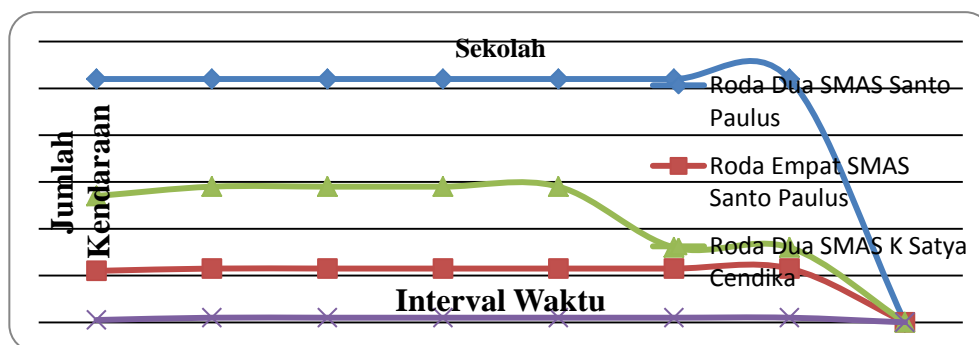 Sekolah
Jumlah
Kendaraan
Roda Dua SMAS Santo
Paulus
Roda Empat SMAS
Santo Paulus
Roda Dua SMAS K Satya
Cendika
Interval Waktu